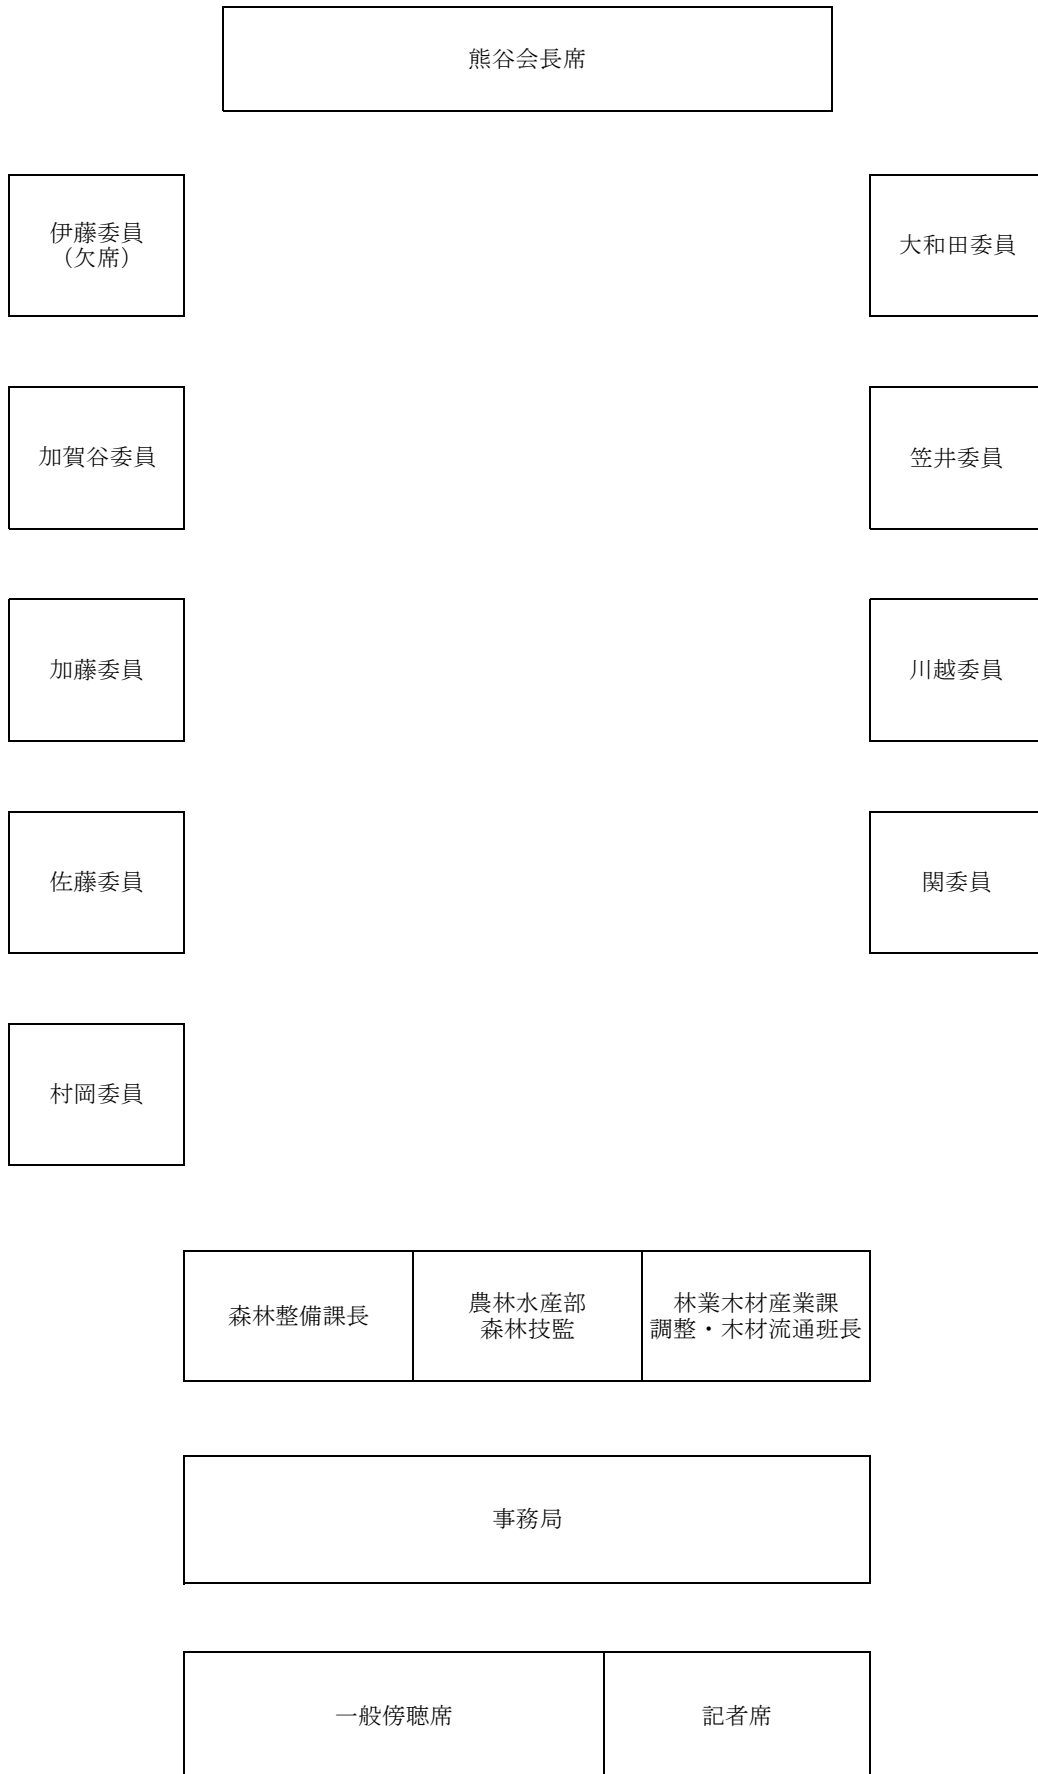 熊谷会長席
伊藤委員
（欠席）
大和田委員
加賀谷委員
笠井委員
加藤委員
川越委員
佐藤委員
関委員
村岡委員
森林整備課長
農林水産部
森林技監
林業木材産業課
調整・木材流通班長
事務局
一般傍聴席
記者席